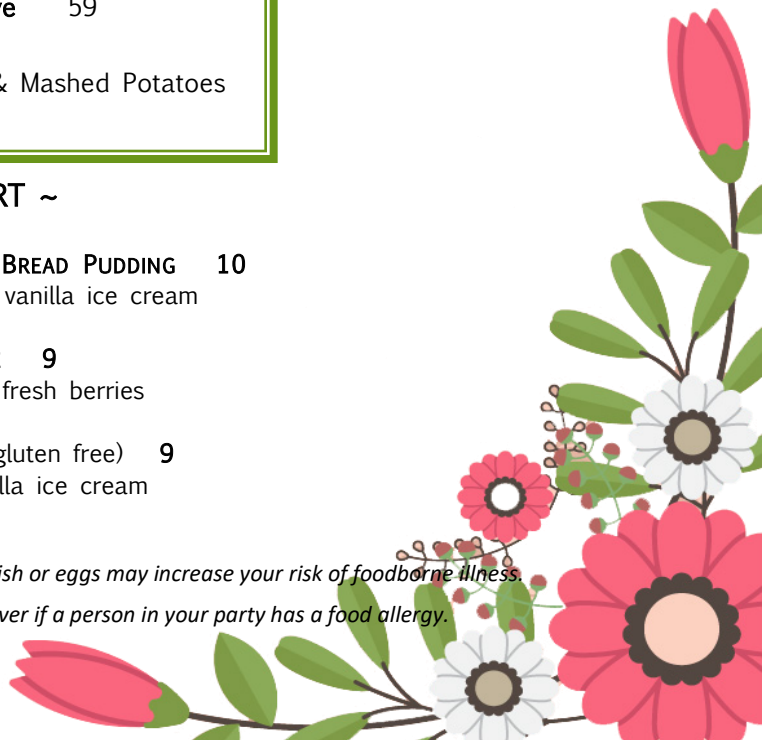 ve 59
& Mashed Potatoes
RT ~
BREAD PUDDING 10
vanilla ice cream
9
fresh berries
gluten free) 9
lla ice cream
ish or eggs may increase your risk of foodborne illness.
ver if a person in your party has a food allergy.